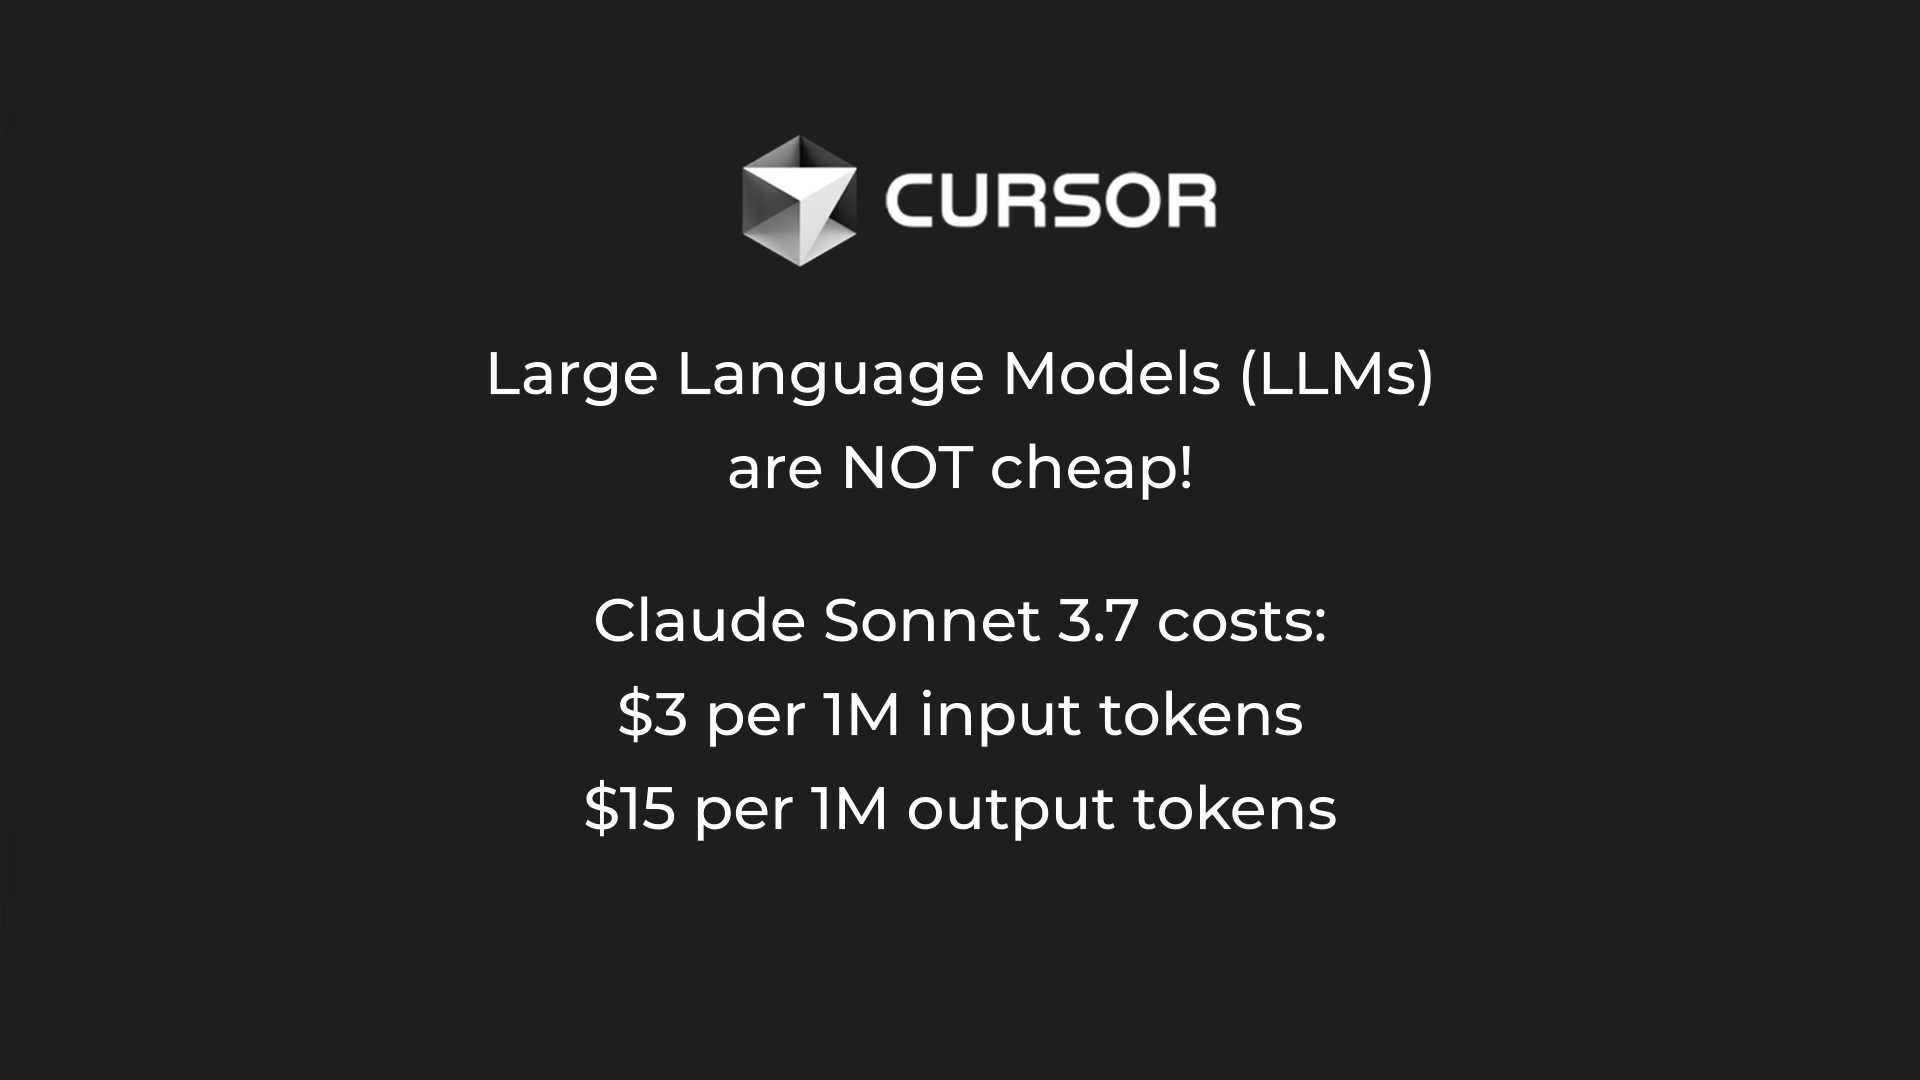 CURSOR
Large Language Models (LLMs)
are NOT cheap!
Claude Sonnet 3.7 costs:
$3 per 1M input tokens
$15 per 1M output tokens